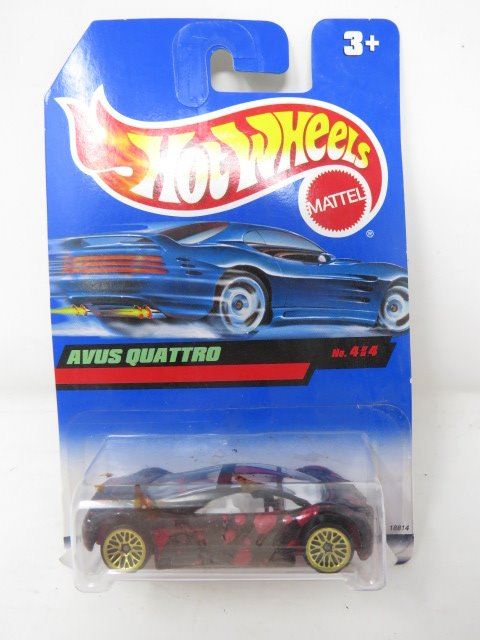 3+
HOT WHEELS
MATTEL
®
AVUS QUATTRO
No. 414
18814